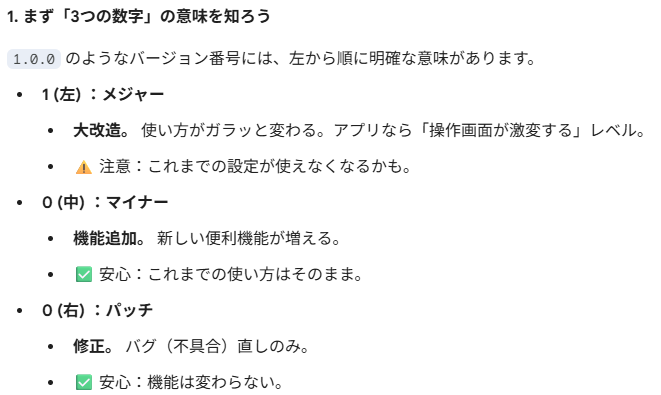 1. まず「3つの数字」の意味を知ろう
1.0.0 のようなバージョン番号には、左から順に明確な意味があります。
• 1 (左) ：メジャー
• 大改造。 使い方がガラッと変わる。アプリなら「操作画面が激変する」レベル。
• ⚠️ 注意：これまでの設定が使えなくなるかも。
• 0 (中) ：マイナー
• 機能追加。 新しい便利機能が増える。
• ✅ 安心：これまでの使い方はそのまま。
• 0 (右) ：パッチ
• 修正。 バグ（不具合）直しのみ。
• ✅ 安心：機能は変わらない。